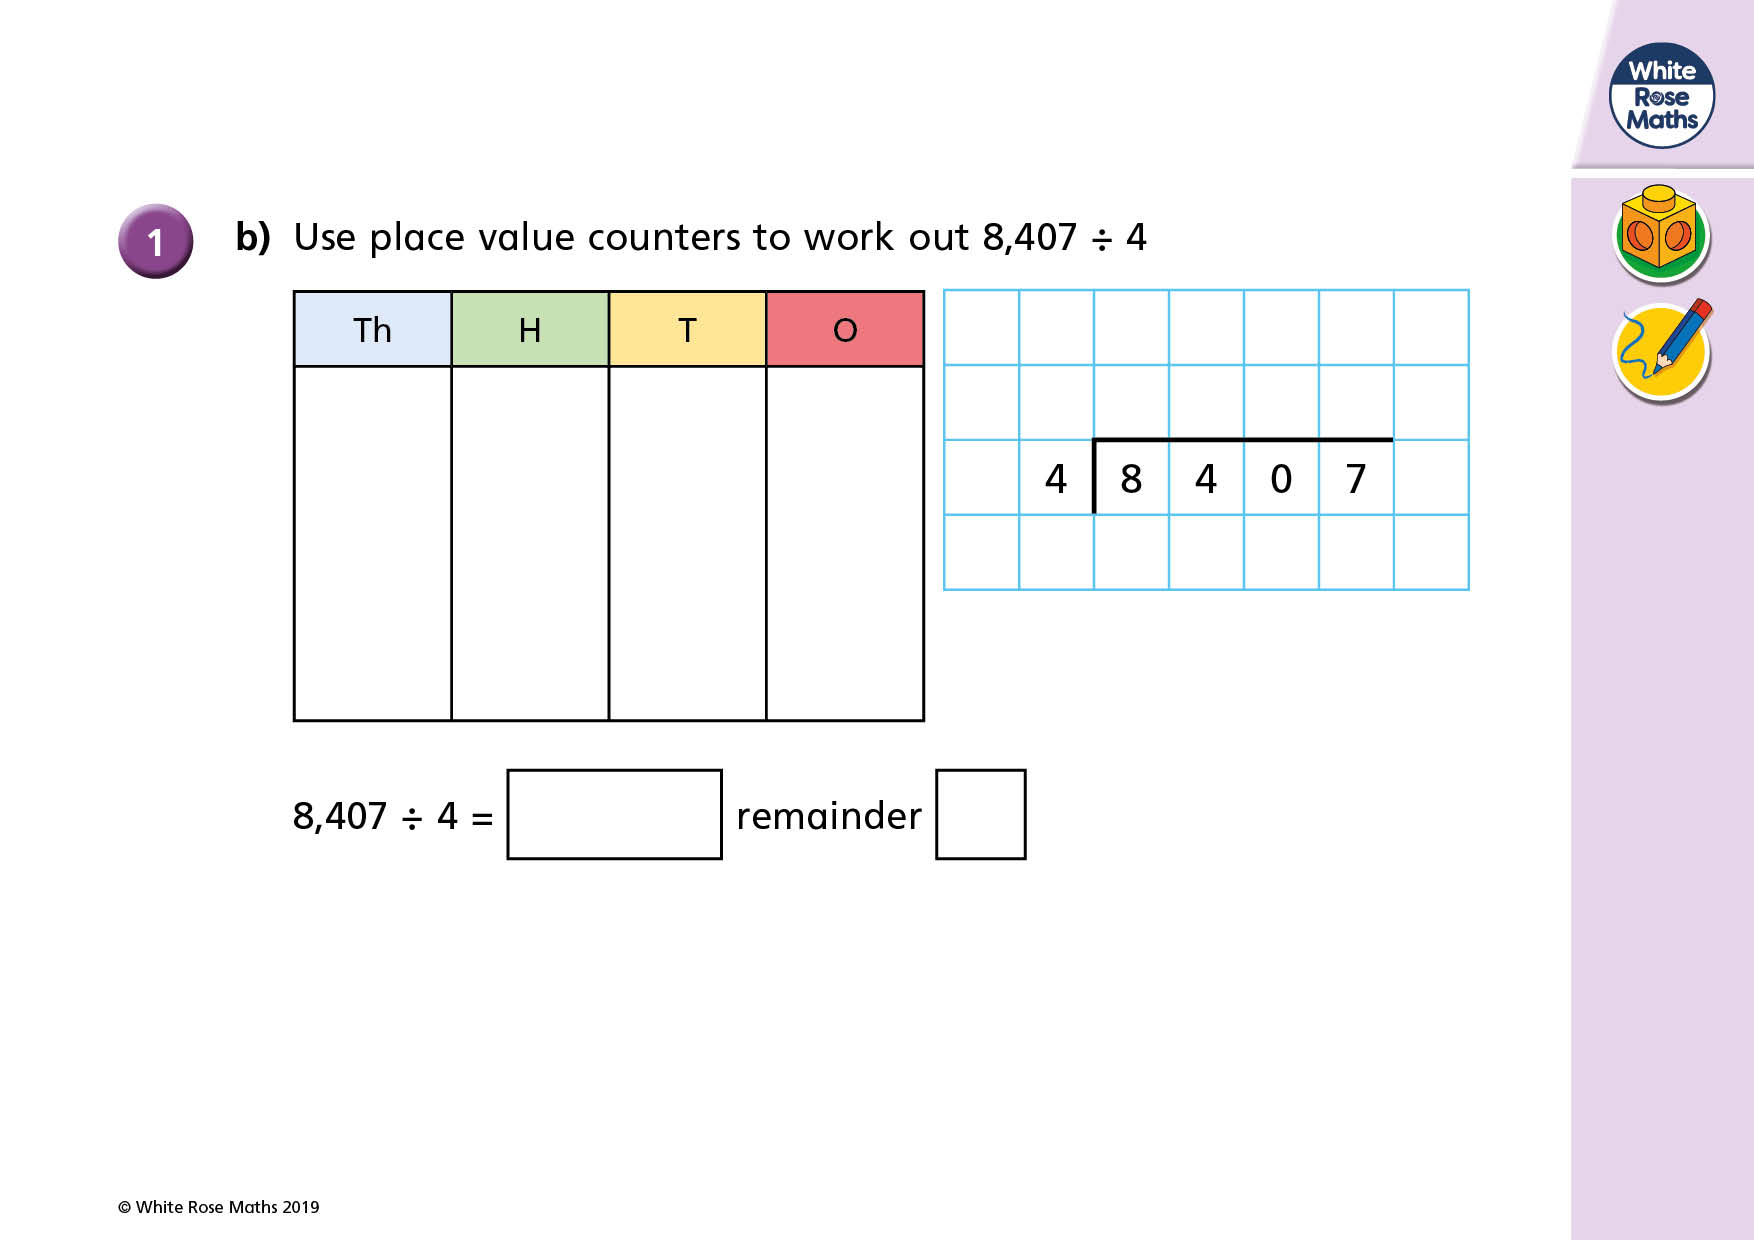 White
Rose
Maths
1 b) Use place value counters to work out 8,407 ÷ 4
Th H T O
4 8 4 0 7
8,407 ÷ 4 = remainder
© White Rose Maths 2019